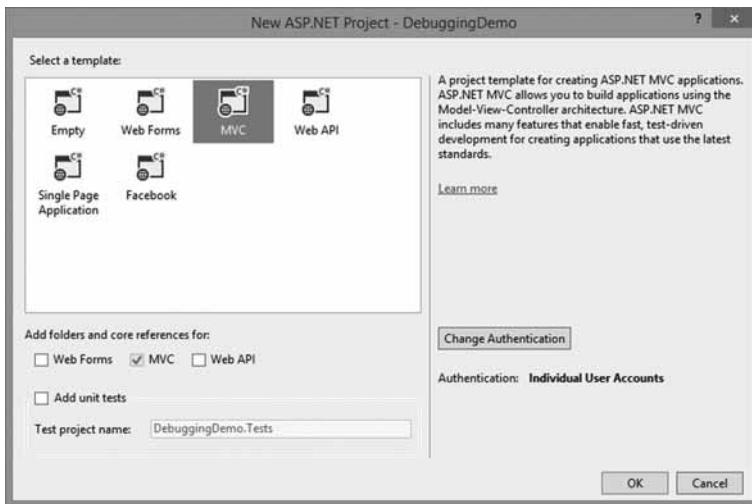 New ASP.NET Project - DebuggingDemo
? x
Select a template:
C#
C#
C#
C#
Empty
Web Forms
MVC
Web API
C#
C#
Single Page
Application
Facebook
A project template for creating ASP.NET MVC applications.
ASP.NET MVC allows you to build applications using the
Model-View-Controller architecture. ASP.NET MVC
includes many features that enable fast, test-driven
development for creating applications that use the latest
standards.
Learn more
Add folders and core references for:
Web Forms
MVC
Web API
Add unit tests
Test project name:
DebuggingDemo.Tests
Change Authentication
Authentication: Individual User Accounts
OK
Cancel